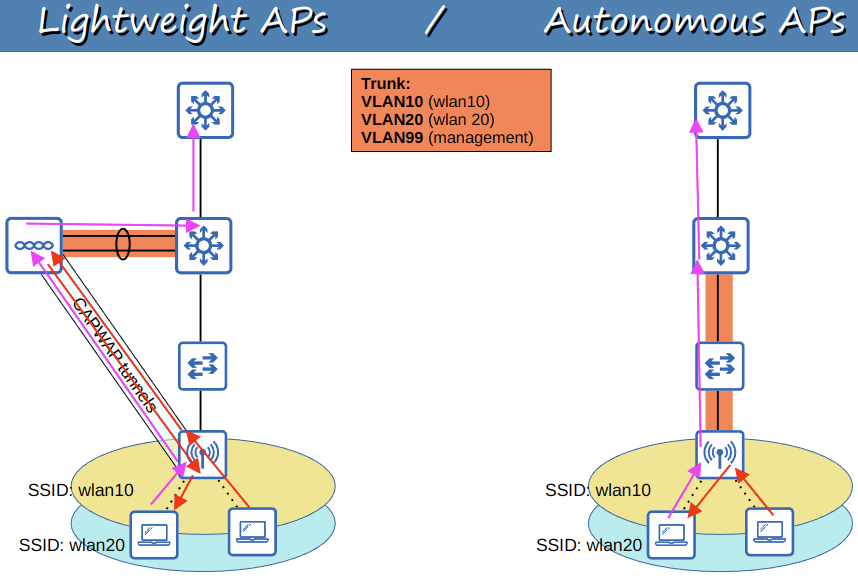 Lightweight APs / Autonomous APs
Trunk:
VLAN10 (wlan10)
VLAN20 (wlan 20)
VLAN99 (management)
CAPWAP tunnels
SSID: wlan10
SSID: wlan20
SSID: wlan10
SSID: wlan20